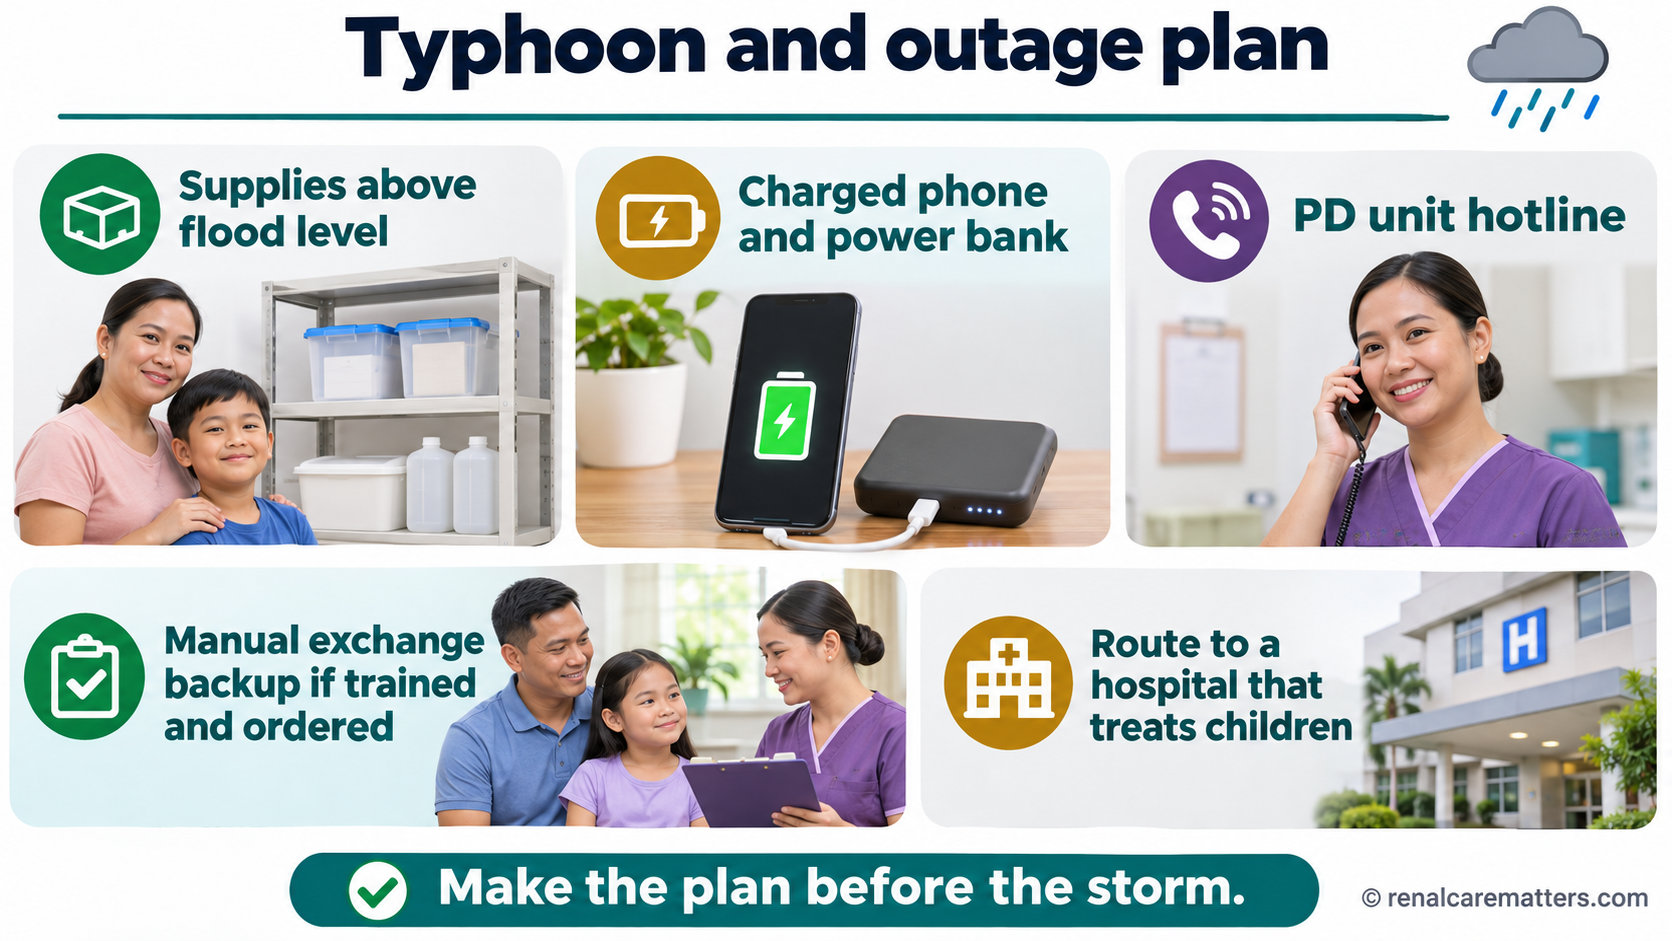 Typhoon and outage plan
Supplies above
flood level
Charged phone
and power bank
PD unit hotline
Manual exchange
backup if trained
and ordered
Route to a
hospital that
treats children
H
Make the plan before the storm.
© renalcarematters.com